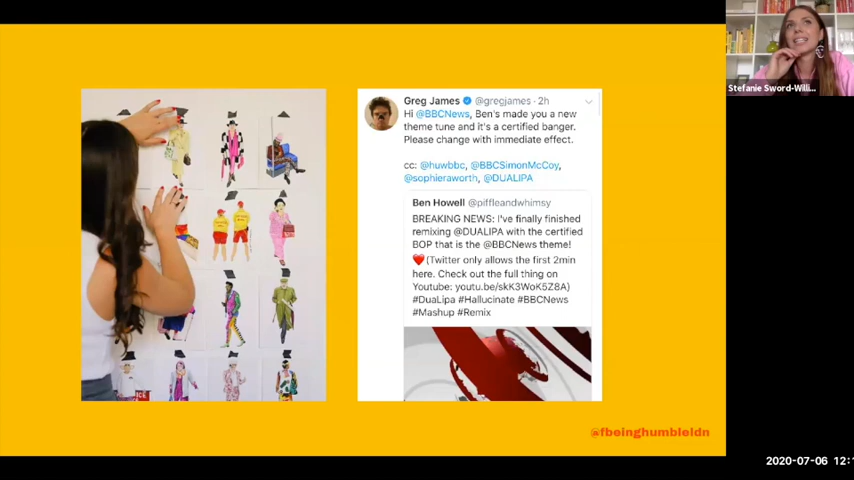 Greg James @gregjames · 2h
Hi @BBCNews, Ben's made you a new
theme tune and it's a certified banger.
Please change with immediate effect.
cc: @huwbbc, @BBCSimonMcCoy,
@sophieraworth, @DUALIPA
Ben Howell @piffleandwhimsy
BREAKING NEWS: I've finally finished
remixing @DUALIPA with the certified
BOP that is the @BBCNews theme!
❤️(Twitter only allows the first 2min
here. Check out the full thing on
Youtube: youtu.be/skK3WoK5Z8A)
#DuaLipa #Hallucinate #BBCNews
#Mashup #Remix
@fbeinghumbleldn
Stefanie Sword-Willi...
2020-07-06 12:1